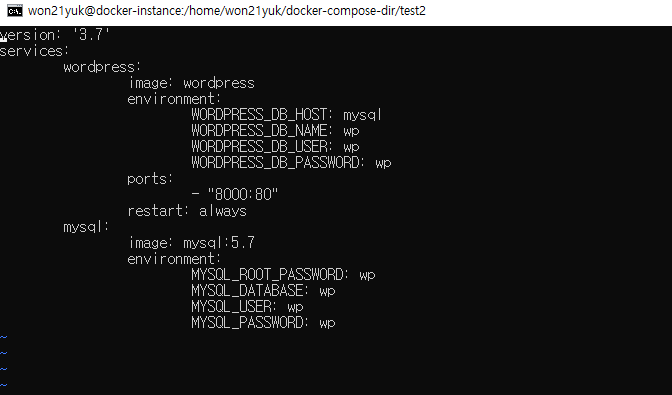 won21yuk@docker-instance:/home/won21yuk/docker-compose-dir/test2
version: '3.7'
services:
        wordpress:
                image: wordpress
                environment:
                        WORDPRESS_DB_HOST: mysql
                        WORDPRESS_DB_NAME: wp
                        WORDPRESS_DB_USER: wp
                        WORDPRESS_DB_PASSWORD: wp
                ports:
                        - "8000:80"
                restart: always
        mysql:
                image: mysql:5.7
                environment:
                        MYSQL_ROOT_PASSWORD: wp
                        MYSQL_DATABASE: wp
                        MYSQL_USER: wp
                        MYSQL_PASSWORD: wp
~
~
~
~